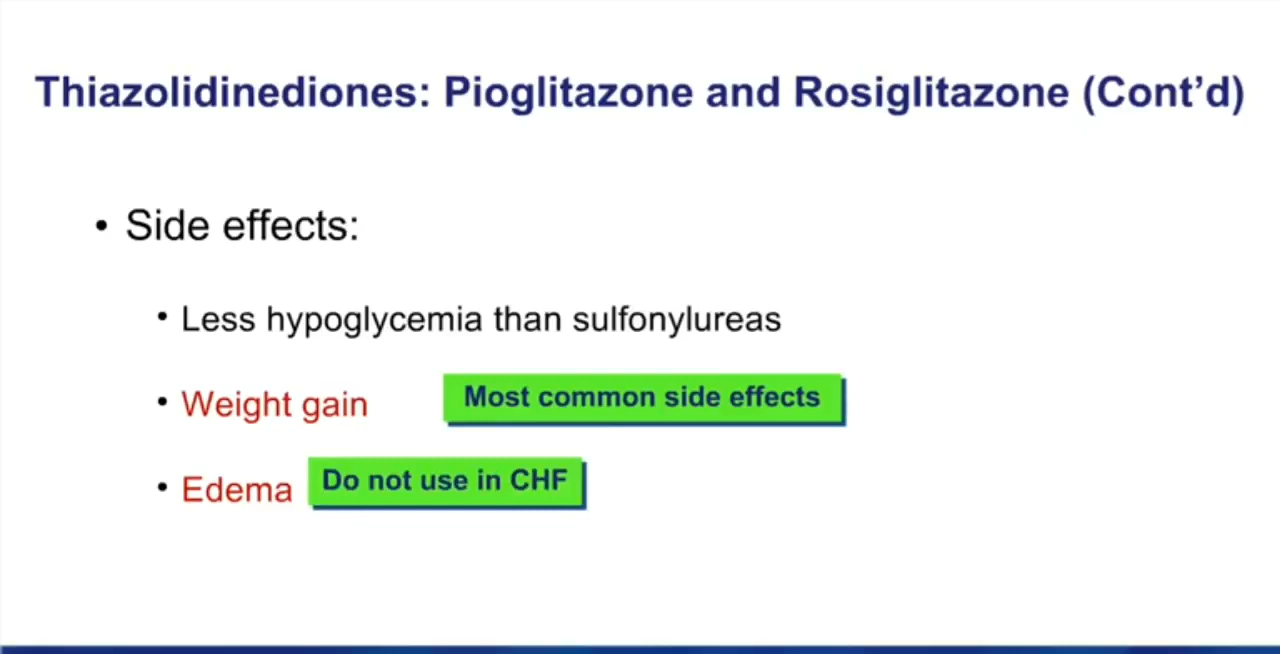 Thiazolidinediones: Pioglitazone and Rosiglitazone (Cont’d)
• Side effects:
• Less hypoglycemia than sulfonylureas
• Weight gain Most common side effects
• Edema Do not use in CHF